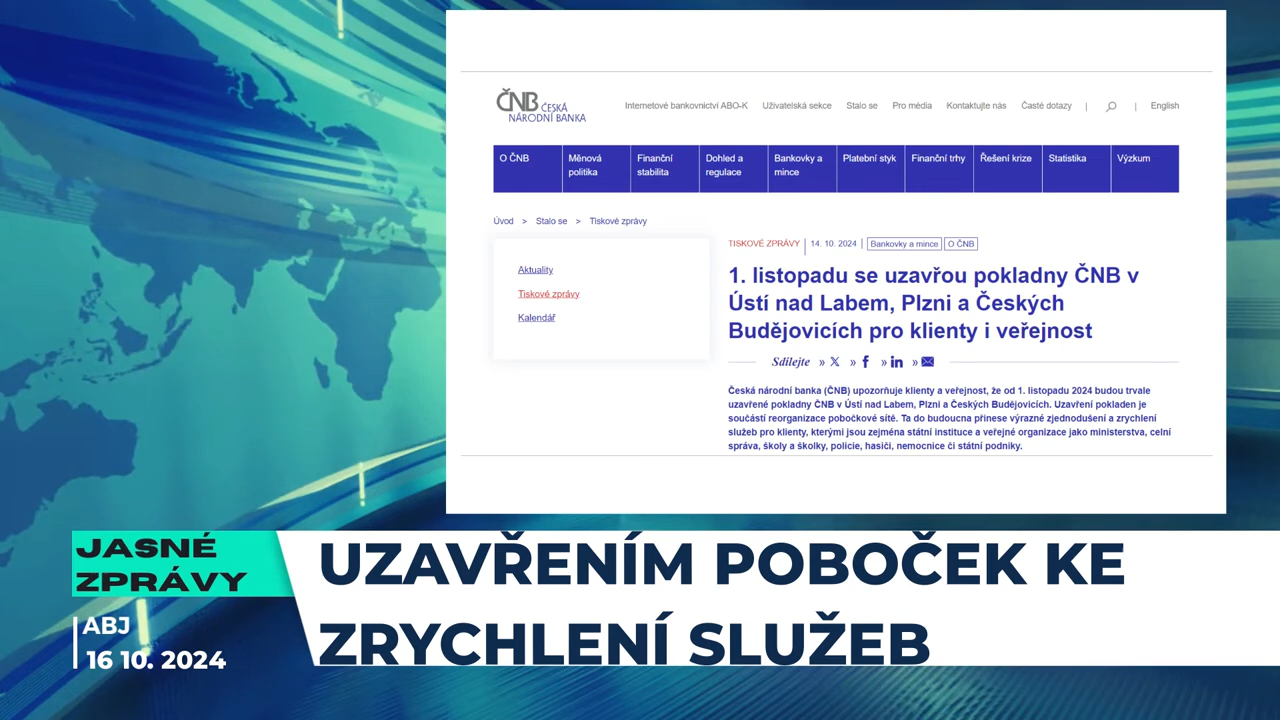 ČNB ČESKÁ
NÁRODNÍ BANKA
Internetové bankovnictví ABO-K Uživatelská sekce Stalo se Pro média Kontaktujte nás Časté dotazy | | English
O ČNB
Měnová
politika
Finanční
stabilita
Dohled a
regulace
Bankovky a
mince
Platební styk
Finanční trhy
Řešení krize
Statistika
Výzkum
Úvod > Stalo se > Tiskové zprávy
Aktuality
Tiskové zprávy
Kalendář
TISKOVÉ ZPRÁVY | 14. 10. 2024 | Bankovky a mince O ČNB
1. listopadu se uzavřou pokladny ČNB v
Ústí nad Labem, Plzni a Českých
Budějovicích pro klienty i veřejnost
Sdílejte » X » f » in »
Česká národní banka (ČNB) upozorňuje klienty a veřejnost, že od 1. listopadu 2024 budou trvale
uzavřené pokladny ČNB v Ústí nad Labem, Plzni a Českých Budějovicích. Uzavření pokladen je
součástí reorganizace pobočkové sítě. Ta do budoucna přinese výrazné zjednodušení a zrychlení
služeb pro klienty, kterými jsou zejména státní instituce a veřejné organizace jako ministerstva, celní
správa, školy a školky, policie, hasiči, nemocnice či státní podniky.
JASNÉ
ZPRÁVY
ABJ
16 10. 2024
UZAVŘENÍM POBOČEK KE
ZRYCHLENÍ SLUŽEB